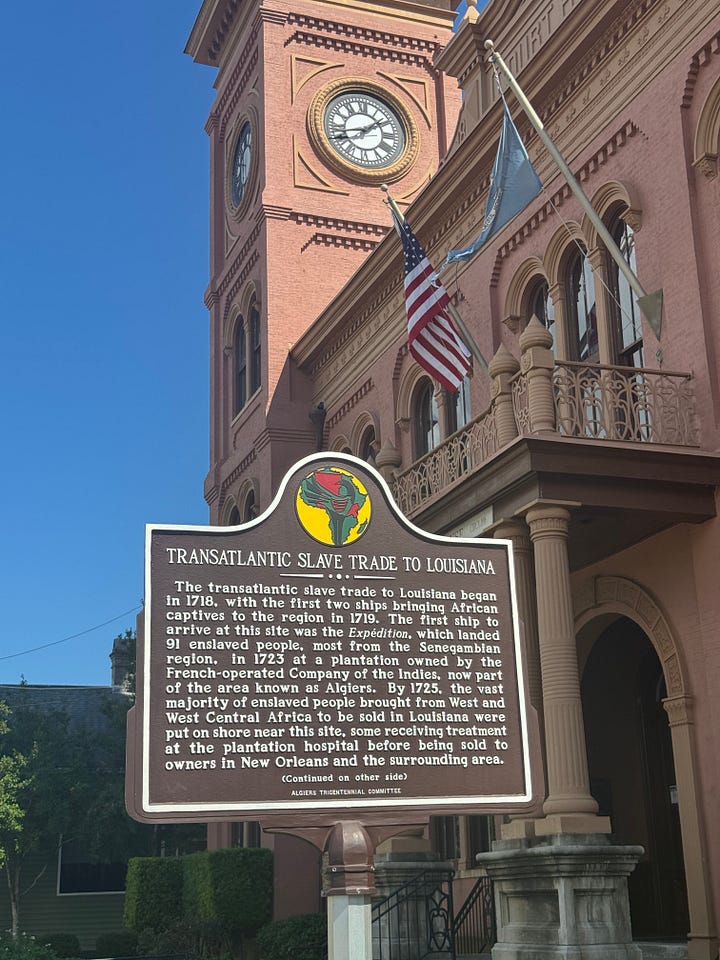 COURT H
TRANSATLANTIC SLAVE TRADE TO LOUISIANA
The transatlantic slave trade to Louisiana began
in 1718, with the first two ships bringing African
captives to the region in 1719. The first ship to
arrive at this site was the Expédition, which landed
91 enslaved people, most from the Senegambian
region, in 1723 at a plantation owned by the
French-operated Company of the Indies, now part
of the area known as Algiers. By 1725, the vast
majority of enslaved people brought from West and
West Central Africa to be sold in Louisiana were
put on shore near this site, some receiving treatment
at the plantation hospital before being sold to
owners in New Orleans and the surrounding area.
(Continued on other side)
ALGIERS TRICENTENNIAL COMMITTEE